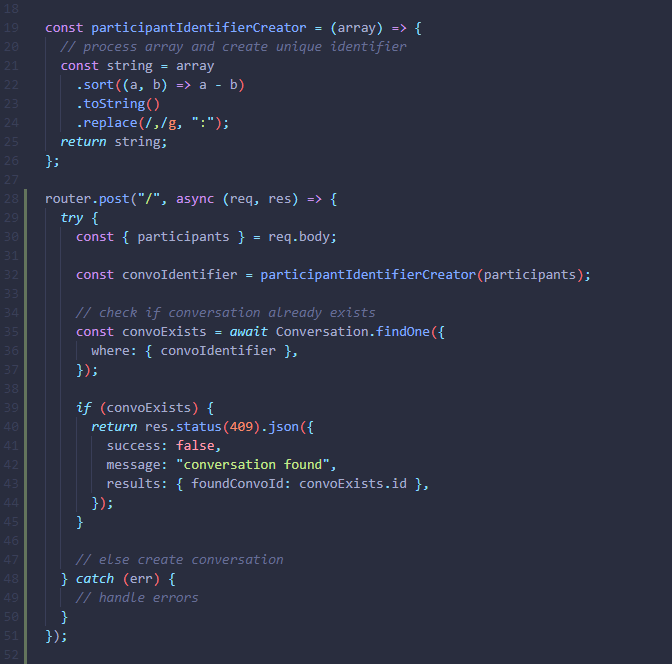 18
19 const participantIdentifierCreator = (array) => {
20 // process array and create unique identifier
21 const string = array
22 .sort((a, b) => a - b)
23 .toString()
24 .replace(/,/g, ":");
25 return string;
26 };
27
28 router.post("/", async (req, res) => {
29 try {
30 const { participants } = req.body;
31
32 const convoIdentifier = participantIdentifierCreator(participants);
33
34 // check if conversation already exists
35 const convoExists = await Conversation.findOne({
36 where: { convoIdentifier },
37 });
38
39 if (convoExists) {
40 return res.status(409).json({
41 success: false,
42 message: "conversation found",
43 results: { foundConvoId: convoExists.id },
44 });
45 }
46
47 // else create conversation
48 } catch (err) {
49 // handle errors
50 }
51 });
52